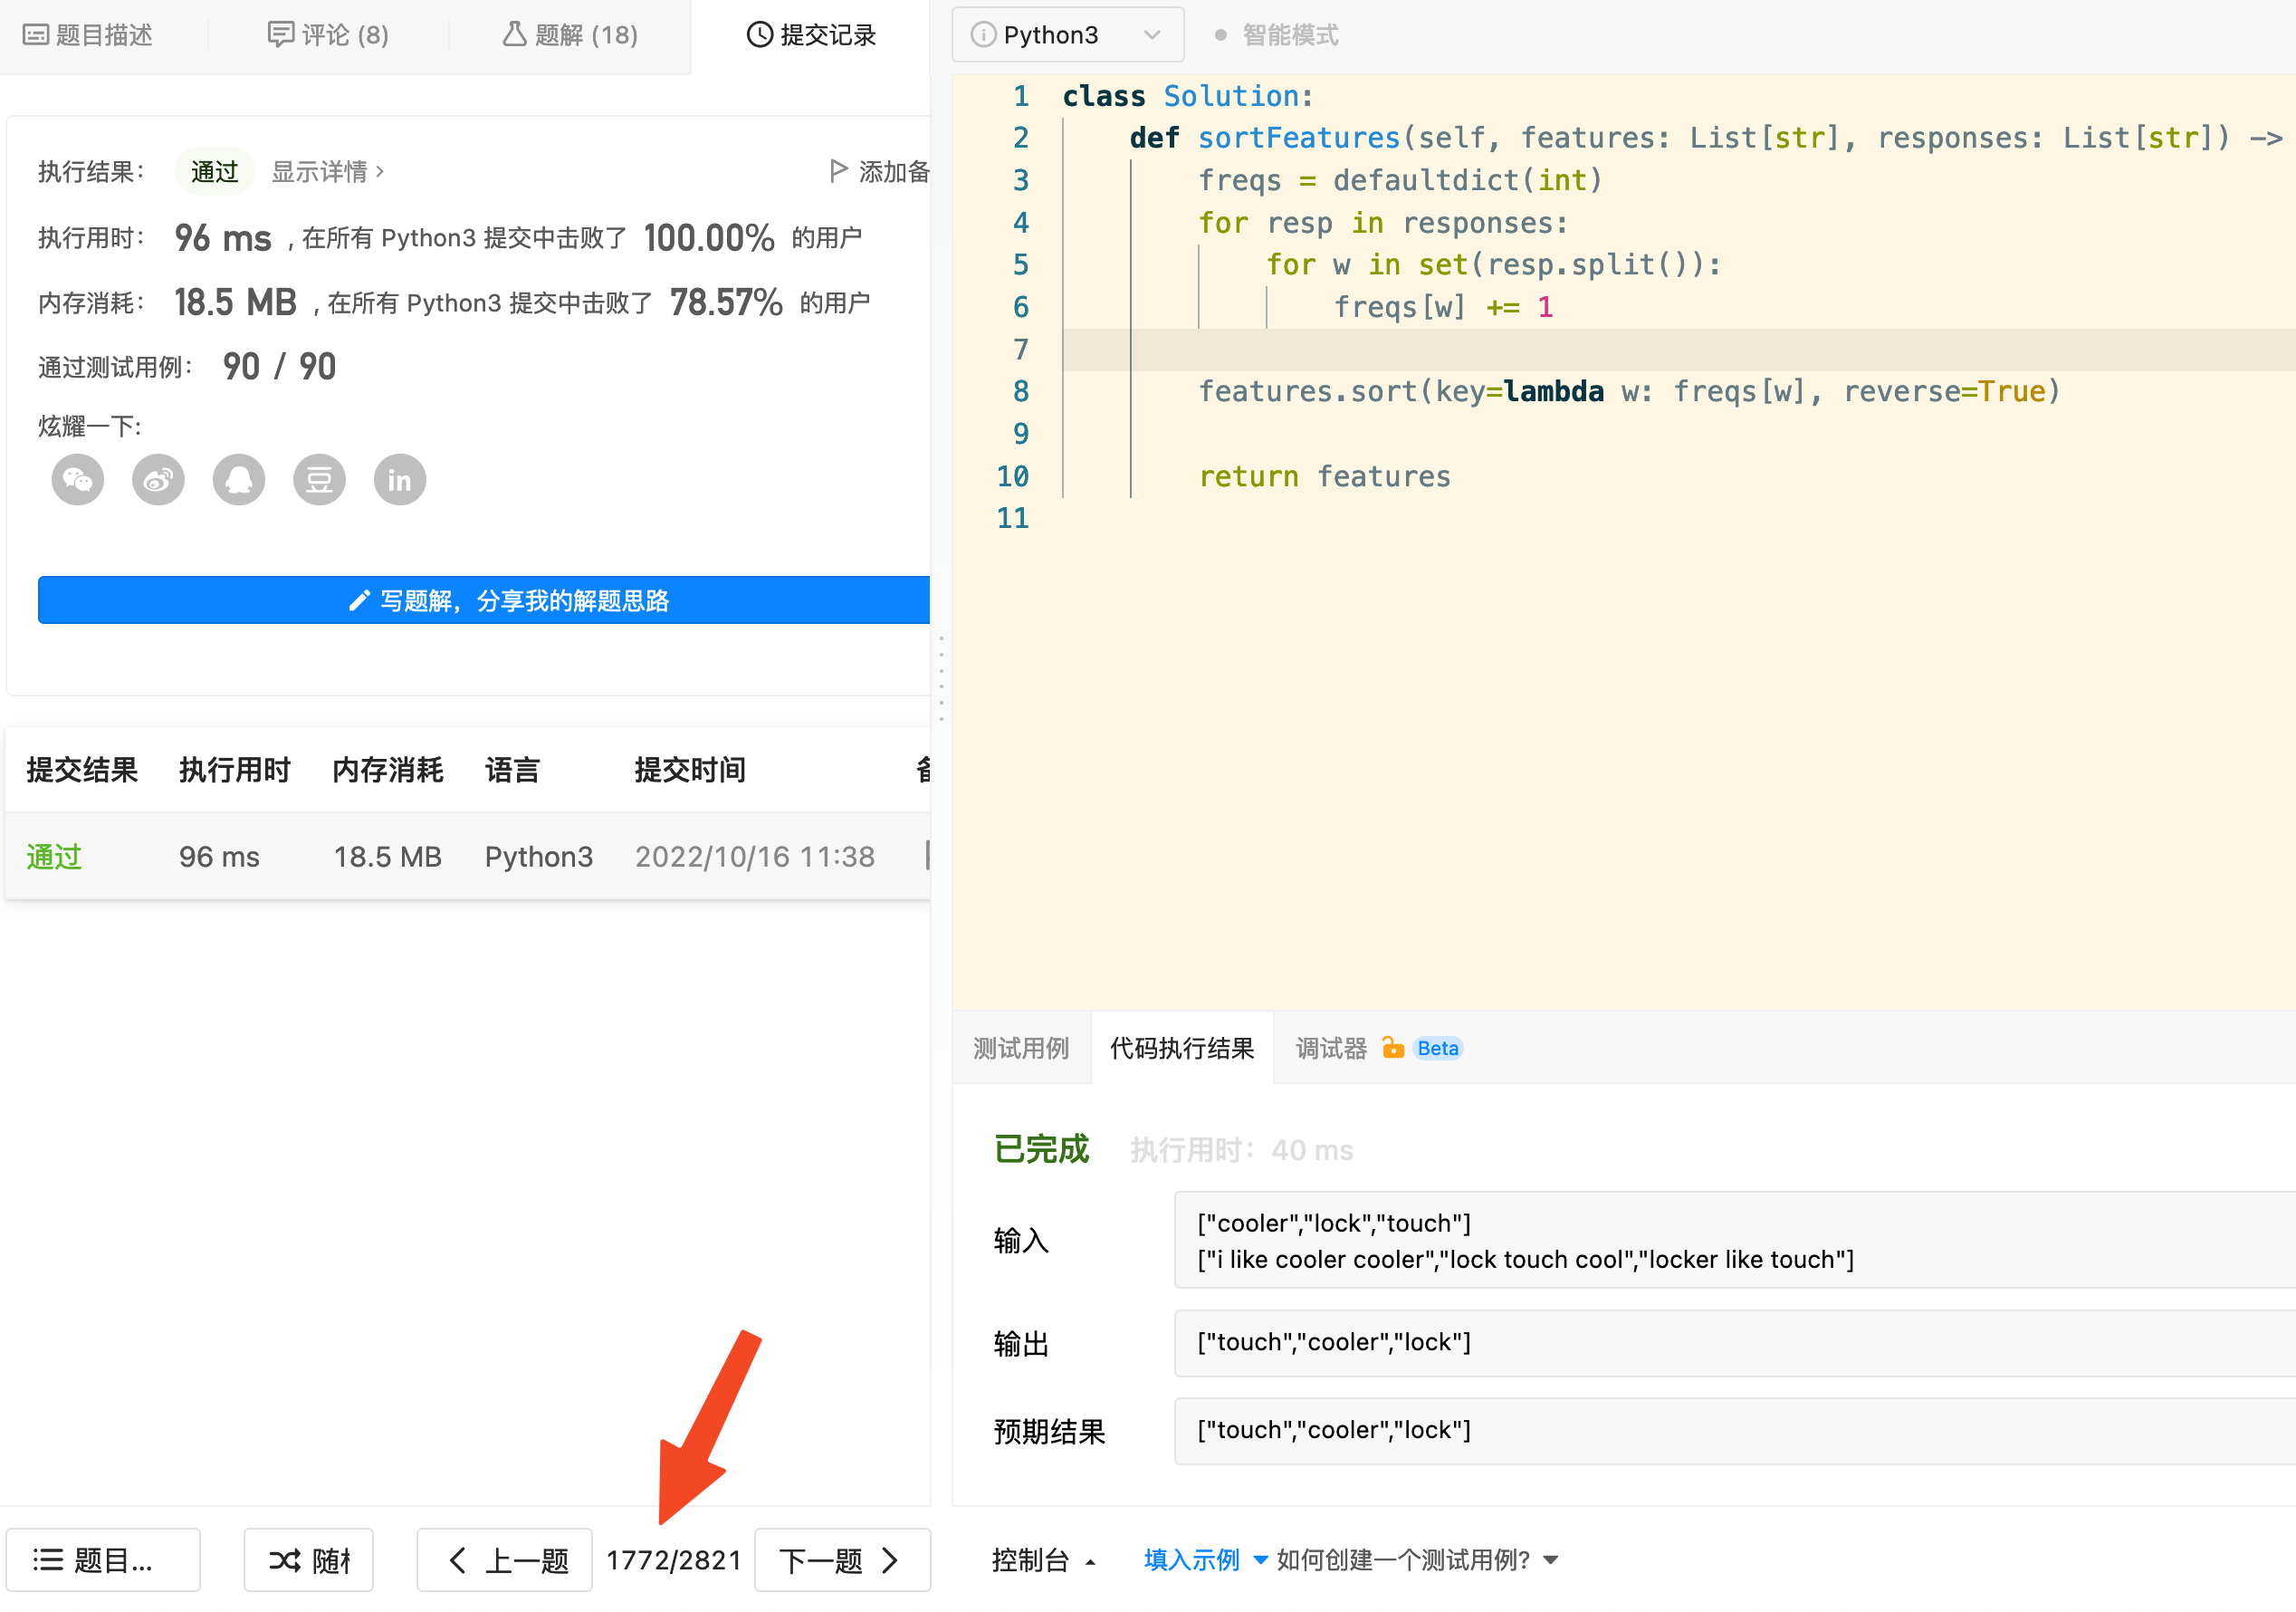 题目描述
评论 (8)
题解 (18)
提交记录
执行结果：
通过
显示详情 ›
添加备
执行用时：
96 ms
, 在所有 Python3 提交中击败了
100.00%
的用户
内存消耗：
18.5 MB
, 在所有 Python3 提交中击败了
78.57%
的用户
通过测试用例：
90 / 90
炫耀一下:
in
写题解，分享我的解题思路
提交结果 执行用时 内存消耗 语言 提交时间
通过 96 ms 18.5 MB Python3 2022/10/16 11:38
题目...
随
上一题
1772/2821
下一题
Python3
智能模式
1 class Solution:
2 def sortFeatures(self, features: List[str], responses: List[str]) ->
3 freqs = defaultdict(int)
4 for resp in responses:
5 for w in set(resp.split()):
6 freqs[w] += 1
7
8 features.sort(key=lambda w: freqs[w], reverse=True)
9
10 return features
11
测试用例
代码执行结果
调试器
Beta
已完成
执行用时：40 ms
输入
["cooler","lock","touch"]
["i like cooler cooler","lock touch cool","locker like touch"]
输出
["touch","cooler","lock"]
预期结果
["touch","cooler","lock"]
控制台
填入示例
如何创建一个测试用例?